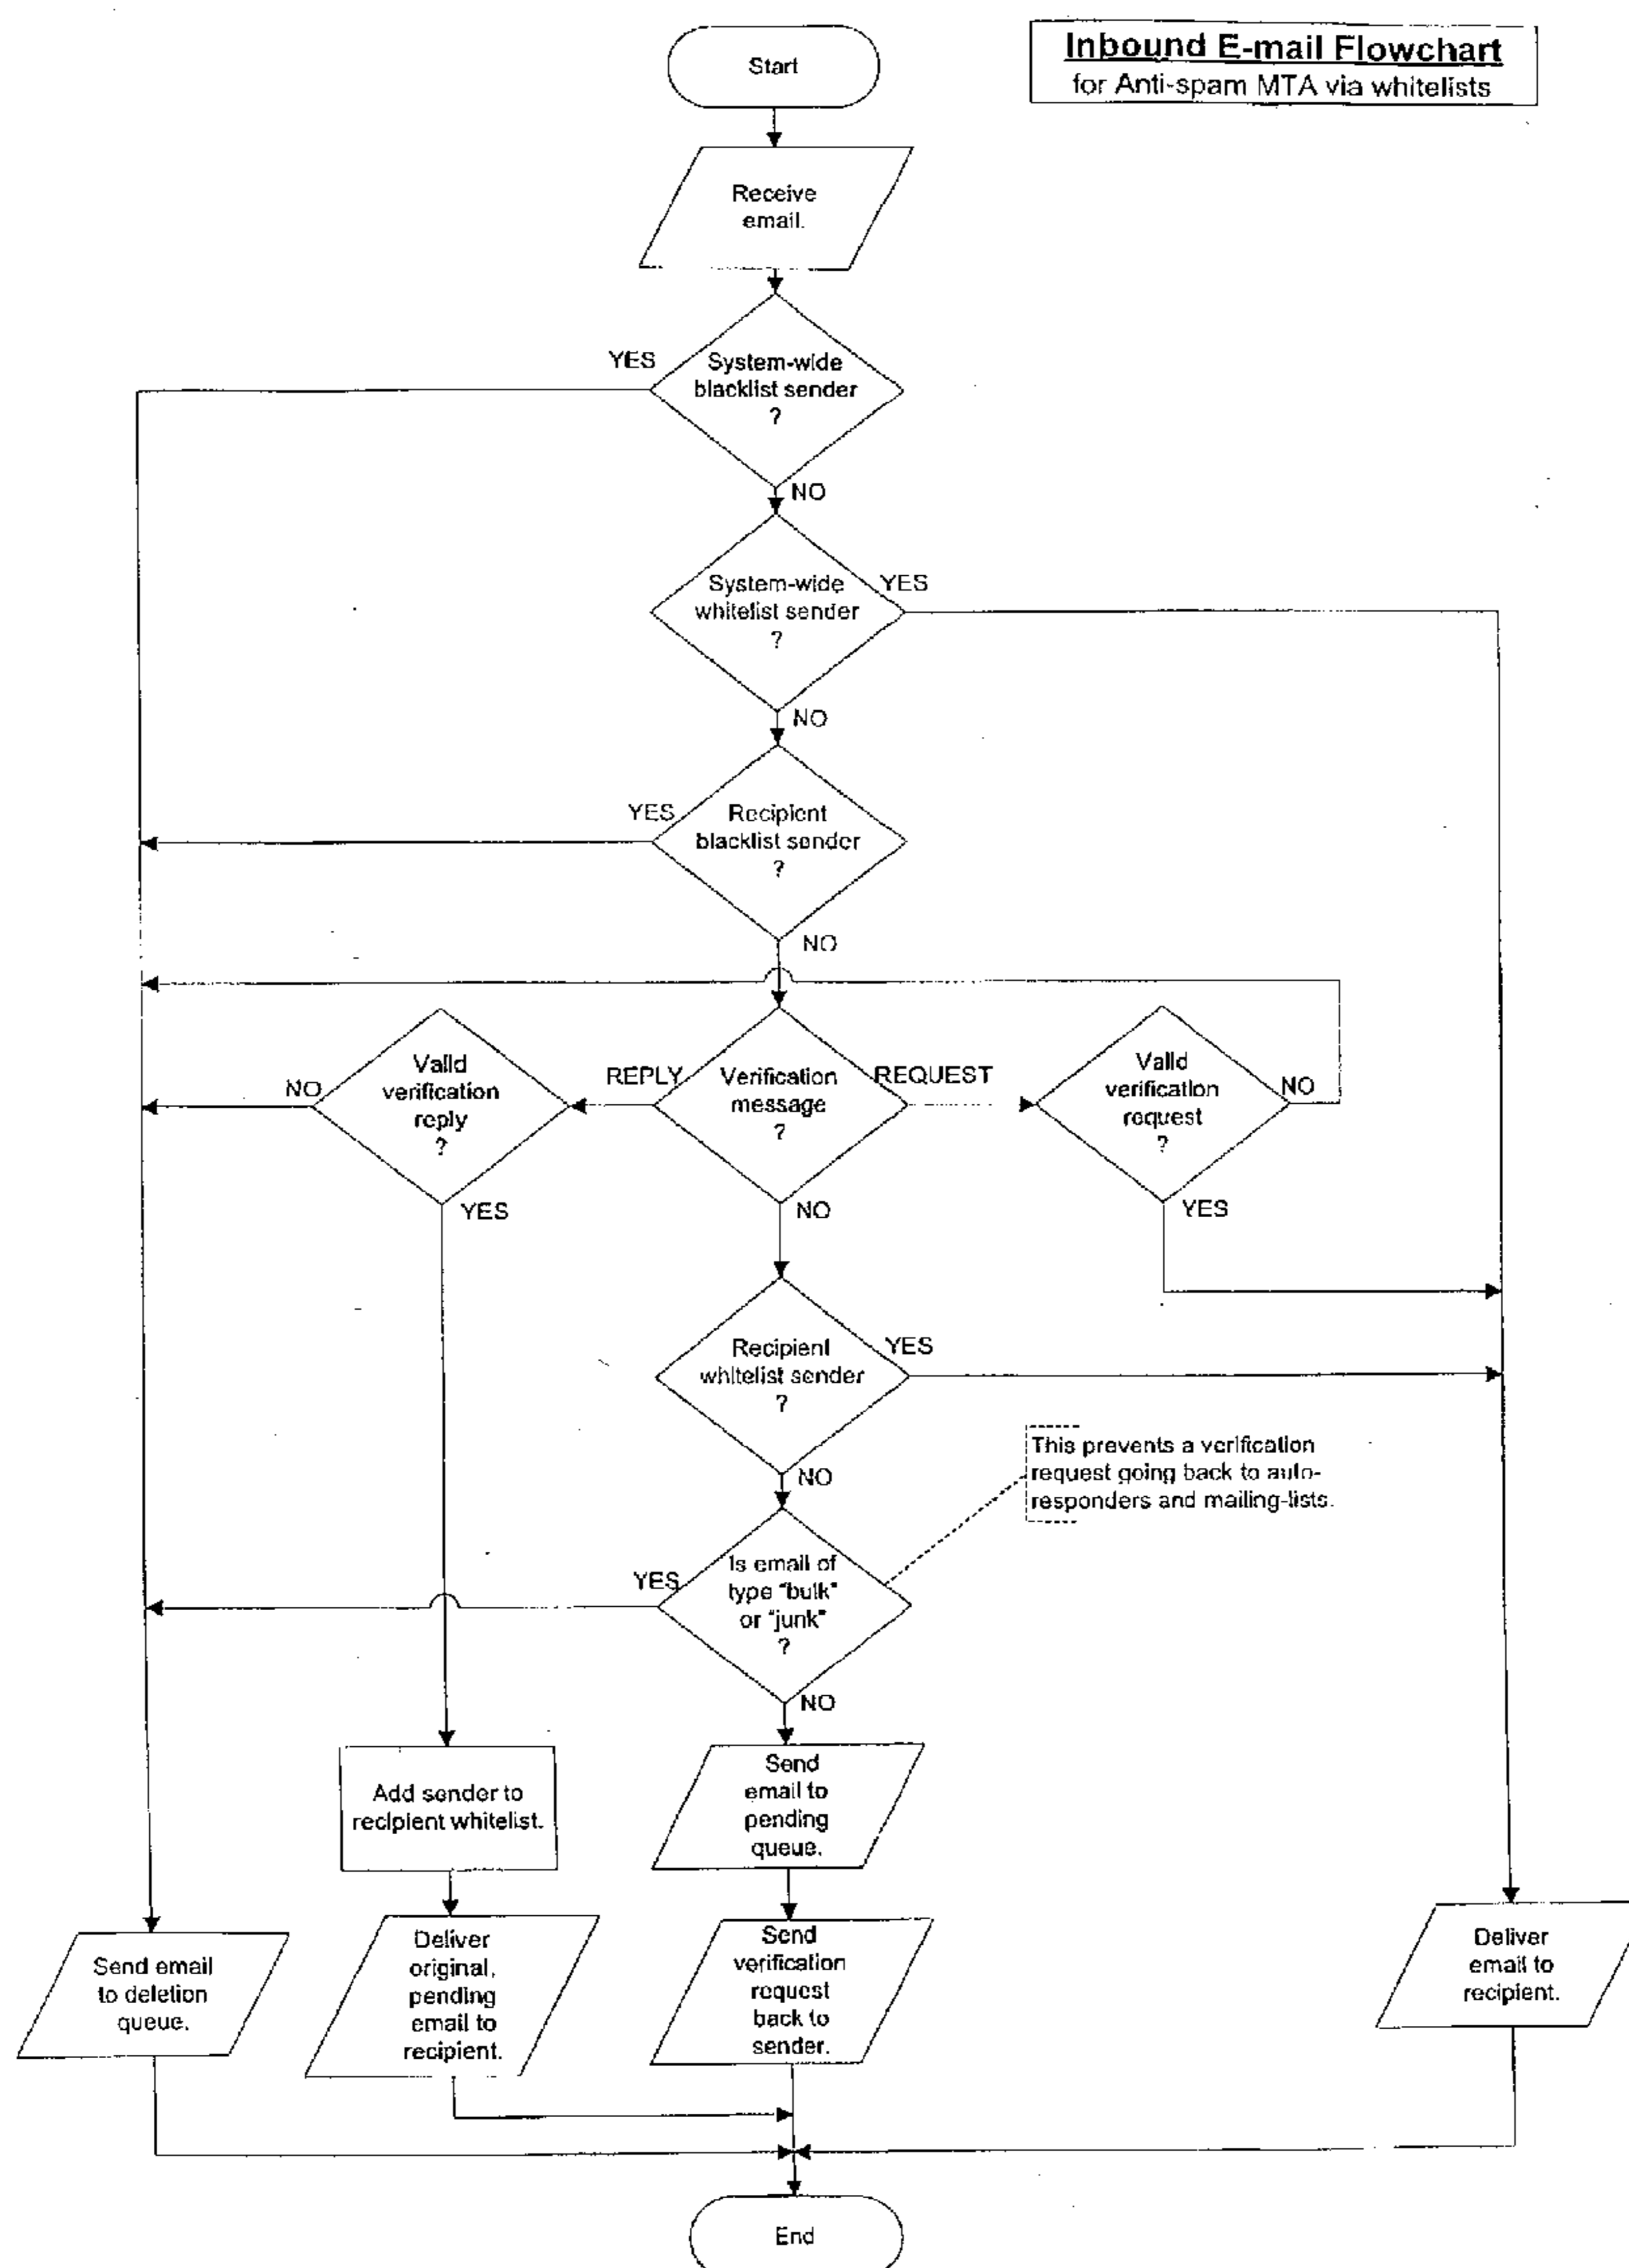 Inbound E-mail Flowchart
for Anti-spam MTA via whitelists
Start
Receive
email.
System-wide
blacklist sender
?
YES
NO
System-wide
whitelist sender
?
YES
NO
Recipient
blacklist sender
?
YES
NO
Valid
verification
reply
?
NO
YES
REPLY
Verification
message
?
REQUEST
NO
Valid
verification
request
?
NO
YES
Recipient
whitelist sender
?
YES
NO
This prevents a verification
request going back to auto-
responders and mailing-lists.
Is email of
type "bulk"
or "junk"
?
YES
NO
Add sender to
recipient whitelist.
Send
email to
pending
queue.
Send email
to deletion
queue.
Deliver
original,
pending
email to
recipient.
Send
verification
request
back to
sender.
Deliver
email to
recipient.
End